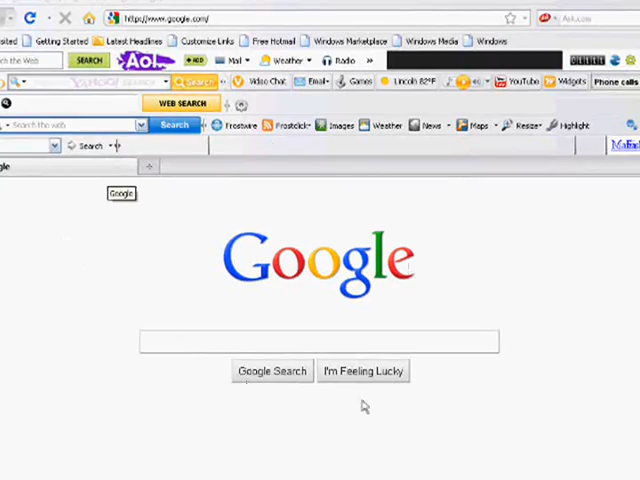 http://www.google.com/ Ask.com
sited Getting Started Latest Headlines Customize Links Free Hotmail Windows Marketplace Windows Media Windows
ch the Web SEARCH Aol. ADD Mail Weather Radio »
YAHOO! SEARCH Search Video Chat Email Games Lincoln 82°F YouTube Widgets Phone calls
WEB SEARCH
Search the web Search Frostwire Frostclick Images Weather News Maps Resize Highlight
Search
gle
Google
Google
Google Search I'm Feeling Lucky